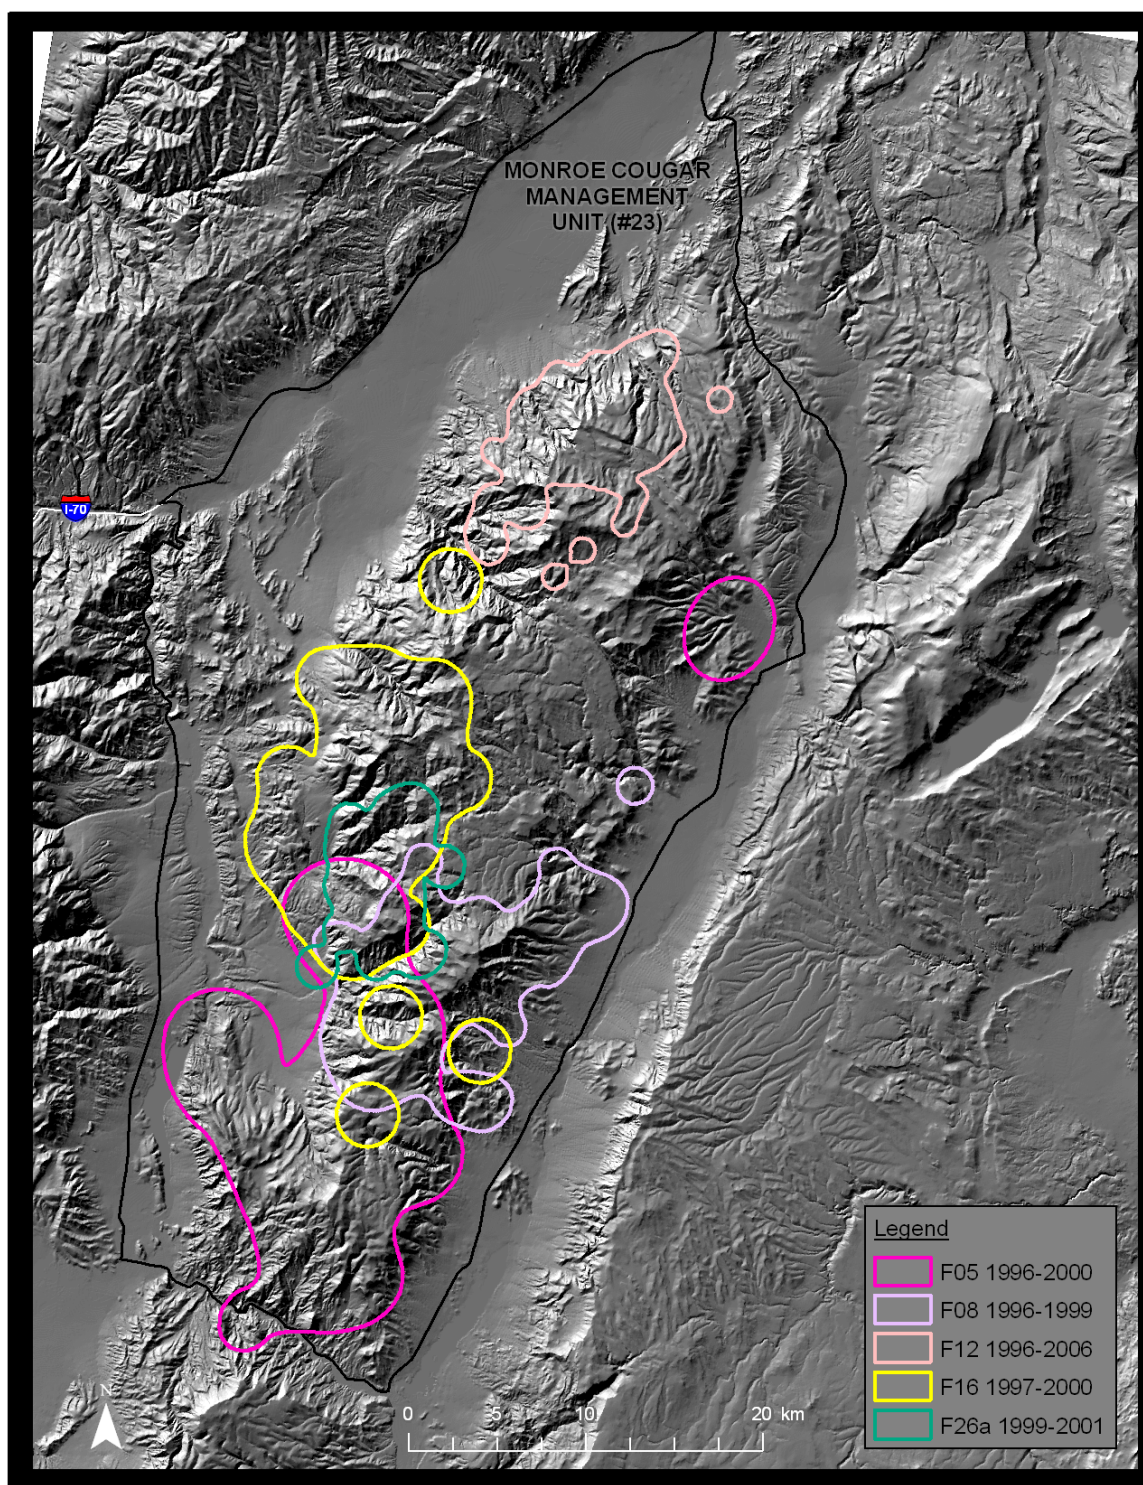 MONROE COUGAR
MANAGEMENT
UNIT (#23)
I-70
Legend
F05 1996-2000
F08 1996-1999
F12 1996-2006
F16 1997-2000
F26a 1999-2001
N
0 5 10 20 km